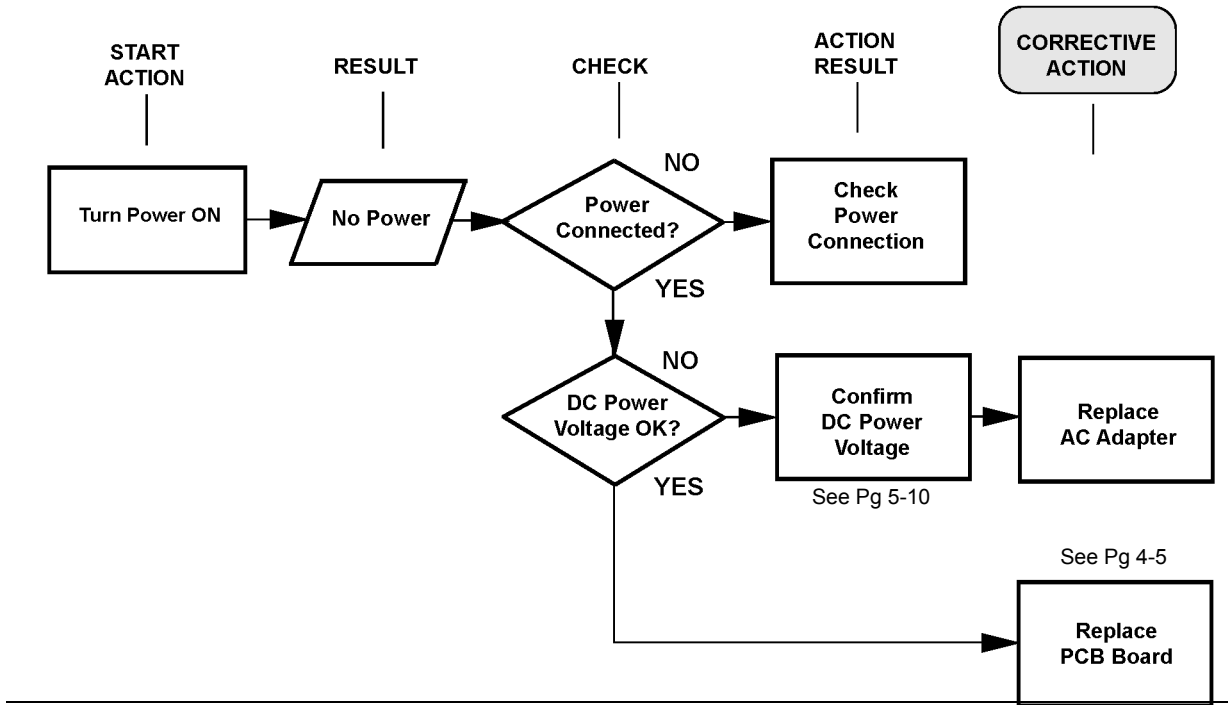 START
ACTION
RESULT
CHECK
ACTION
RESULT
CORRECTIVE
ACTION
Turn Power ON
No Power
Power
Connected?
NO
YES
Check
Power
Connection
DC Power
Voltage OK?
NO
YES
Confirm
DC Power
Voltage
See Pg 5-10
Replace
AC Adapter
See Pg 4-5
Replace
PCB Board